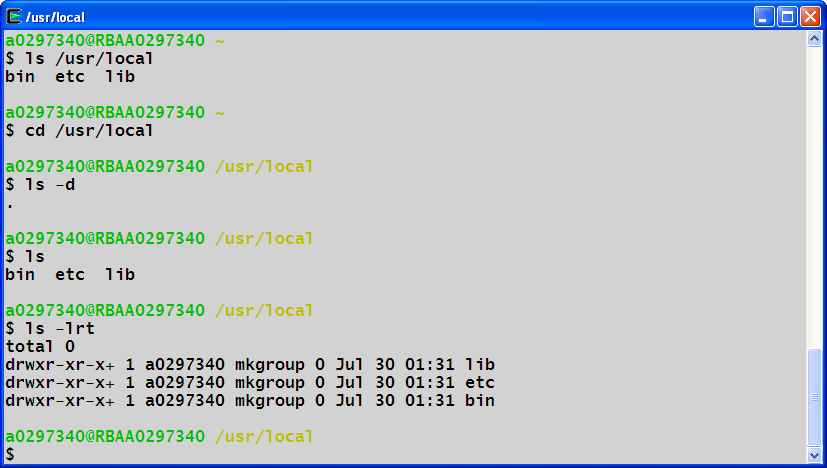 /usr/local
a0297340@RBAA0297340 ~
$ ls /usr/local
bin  etc  lib
a0297340@RBAA0297340 ~
$ cd /usr/local
a0297340@RBAA0297340 /usr/local
$ ls -d
.
a0297340@RBAA0297340 /usr/local
$ ls
bin  etc  lib
a0297340@RBAA0297340 /usr/local
$ ls -lrt
total 0
drwxr-xr-x+ 1 a0297340 mkgroup 0 Jul 30 01:31 lib
drwxr-xr-x+ 1 a0297340 mkgroup 0 Jul 30 01:31 etc
drwxr-xr-x+ 1 a0297340 mkgroup 0 Jul 30 01:31 bin
a0297340@RBAA0297340 /usr/local
$